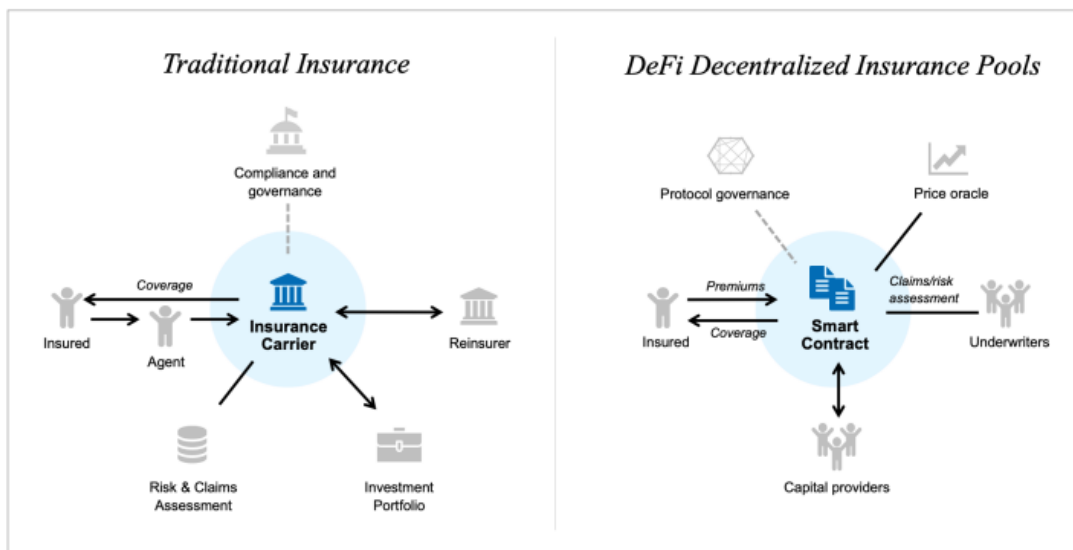 Traditional Insurance
Compliance and
governance
Coverage
Insured
Agent
Insurance
Carrier
Reinsurer
Risk & Claims
Assessment
Investment
Portfolio
DeFi Decentralized Insurance Pools
Protocol governance
Price oracle
Premiums
Claims/risk
assessment
Coverage
Insured
Smart
Contract
Underwriters
Capital providers